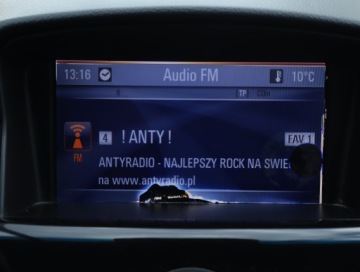 13:16 Audio FM 10°C
TP
4 ! ANTY ! FAV 1
FM
ANTYRADIO - NAJLEPSZY ROCK NA SWIE
na www.antyradio.pl